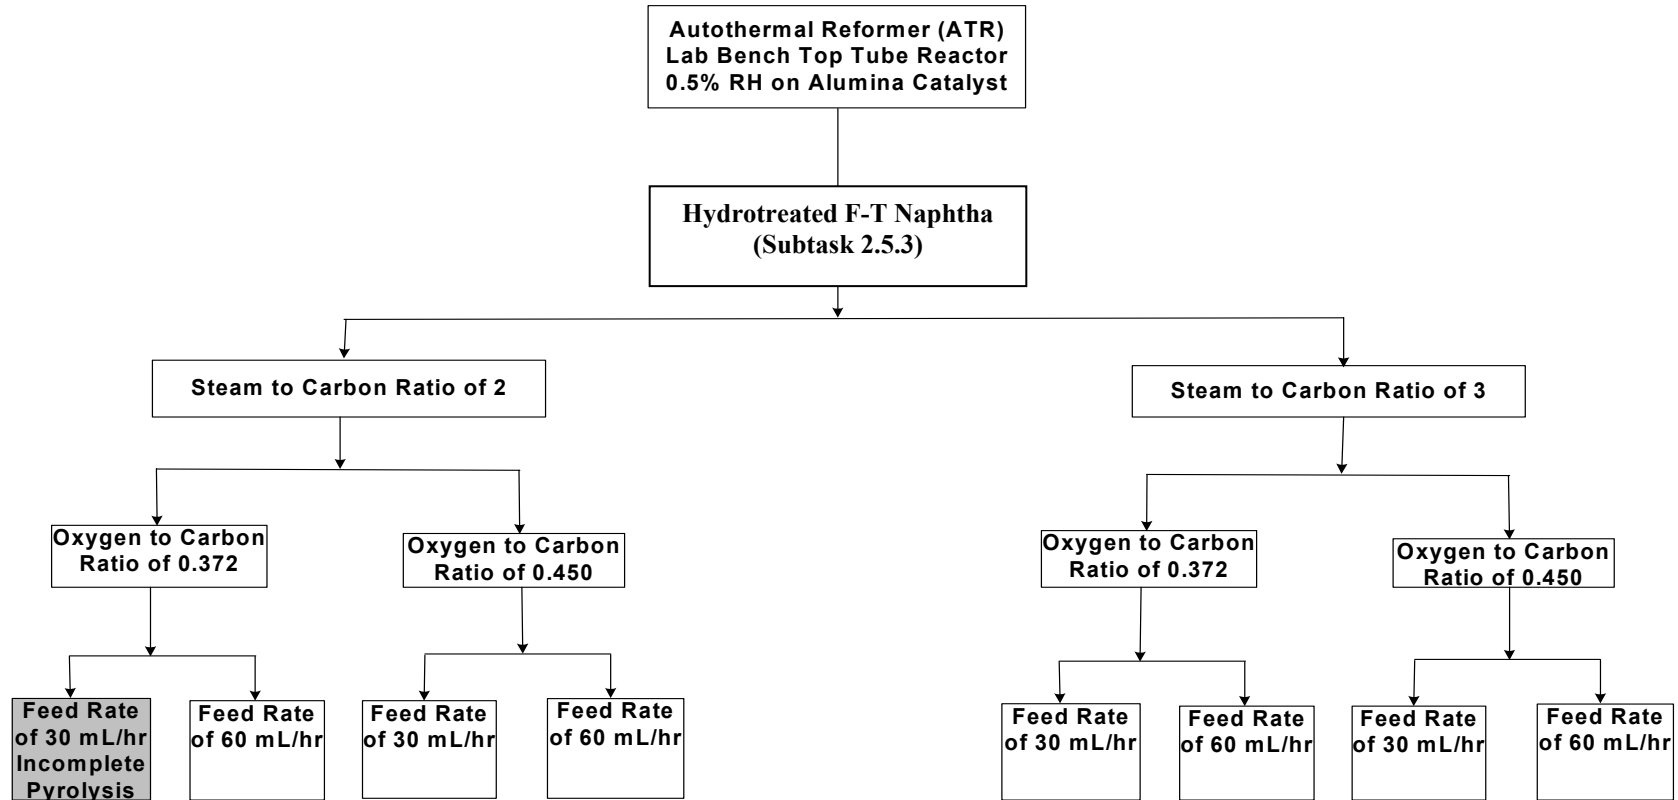 Autothermal Reformer (ATR)
Lab Bench Top Tube Reactor
0.5% RH on Alumina Catalyst
Hydrotreated F-T Naphtha
(Subtask 2.5.3)
Steam to Carbon Ratio of 2
Steam to Carbon Ratio of 3
Oxygen to Carbon
Ratio of 0.372
Oxygen to Carbon
Ratio of 0.450
Oxygen to Carbon
Ratio of 0.372
Oxygen to Carbon
Ratio of 0.450
Feed Rate
of 30 mL/hr
Incomplete
Pyrolysis
Feed Rate
of 60 mL/hr
Feed Rate
of 30 mL/hr
Feed Rate
of 60 mL/hr
Feed Rate
of 30 mL/hr
Feed Rate
of 60 mL/hr
Feed Rate
of 30 mL/hr
Feed Rate
of 60 mL/hr